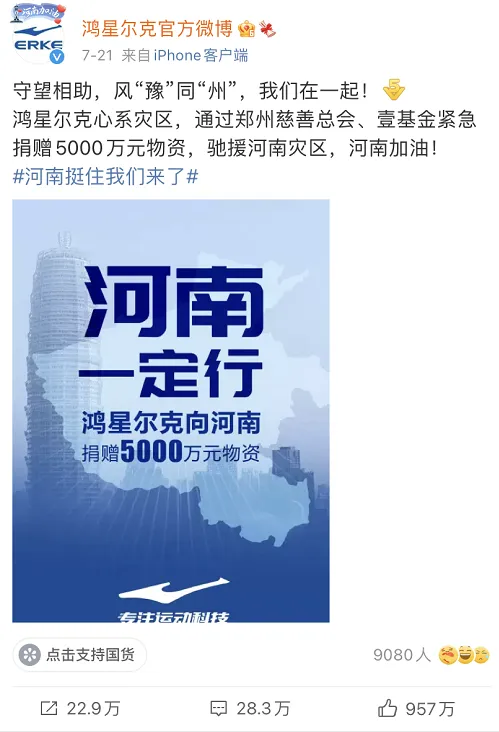 河南加油
ERKE
鸿星尔克官方微博
7-21 来自iPhone客户端
守望相助，风“豫”同“州”，我们在一起！
鸿星尔克心系灾区，通过郑州慈善总会、壹基金紧急
捐赠5000万元物资，驰援河南灾区，河南加油！
#河南挺住我们来了#
河南
一定行
鸿星尔克向河南
捐赠5000万元物资
专注运动科技
点击支持国货
9080人
22.9万
28.3万
957万